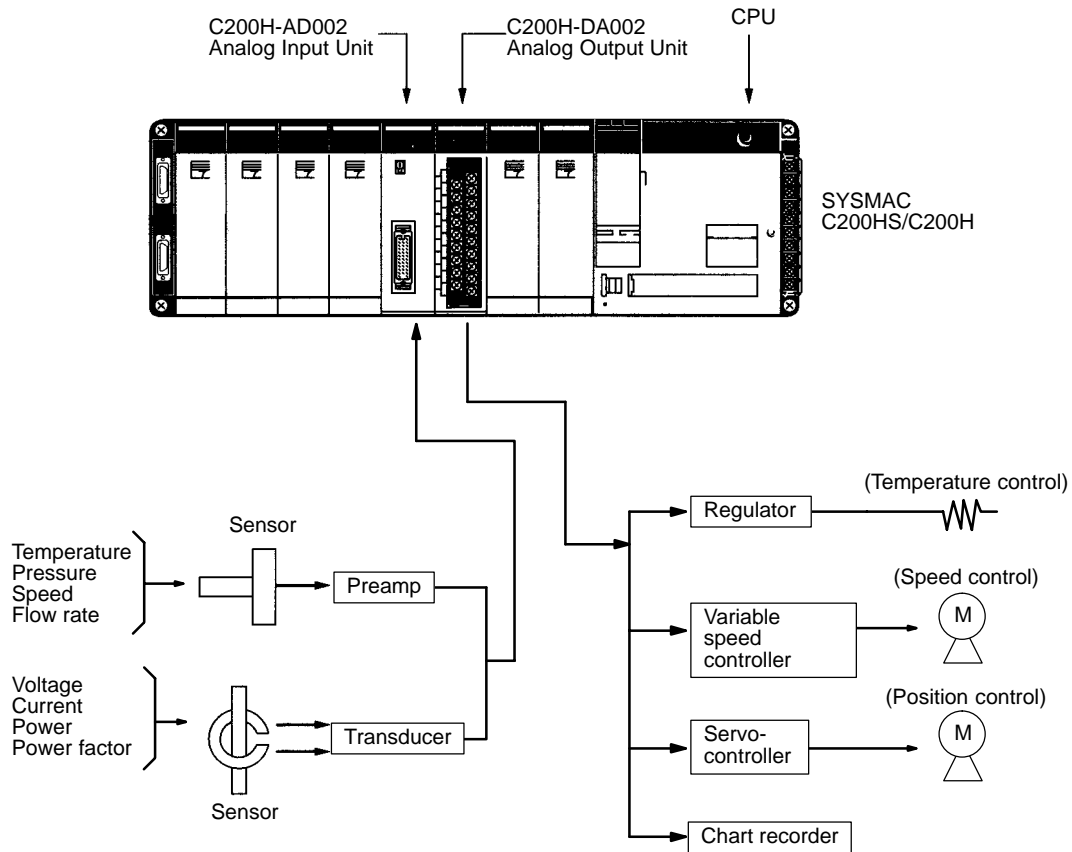 C200H-AD002
Analog Input Unit
C200H-DA002
Analog Output Unit
CPU
SYSMAC
C200HS/C200H
Sensor
Temperature
Pressure
Speed
Flow rate
Preamp
Voltage
Current
Power
Power factor
Transducer
Sensor
(Temperature control)
Regulator
(Speed control)
Variable
speed
controller
M
(Position control)
Servo-
controller
M
Chart recorder